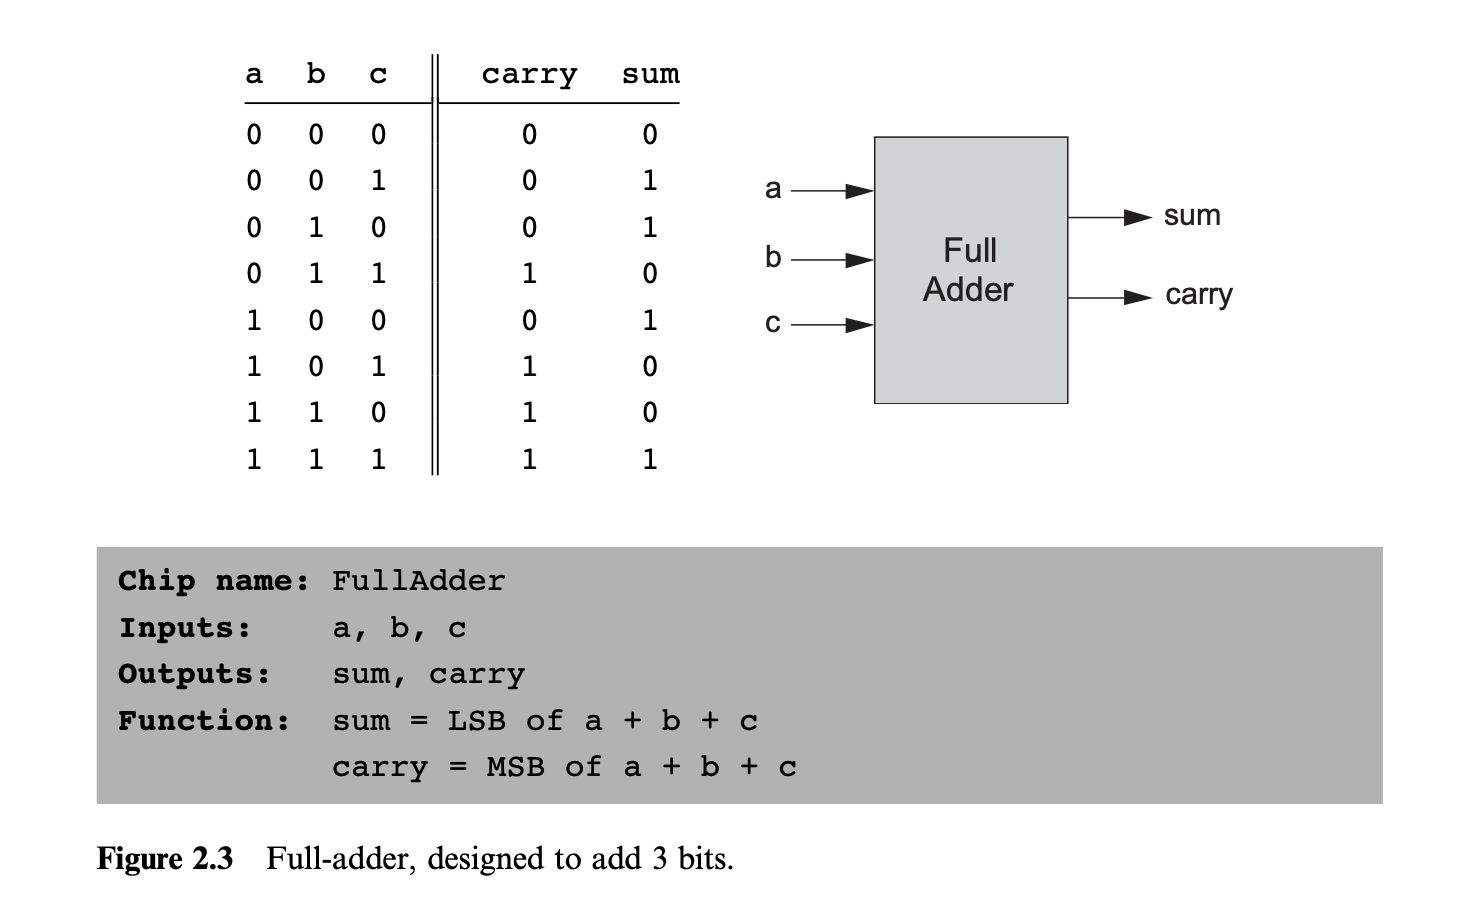 a b c carry sum
0 0 0 0 0
0 0 1 0 1
0 1 0 0 1
0 1 1 1 0
1 0 0 0 1
1 0 1 1 0
1 1 0 1 0
1 1 1 1 1
a
b
c
Full
Adder
sum
carry
Chip name: FullAdder
Inputs: a, b, c
Outputs: sum, carry
Function: sum = LSB of a + b + c
carry = MSB of a + b + c
Figure 2.3 Full-adder, designed to add 3 bits.